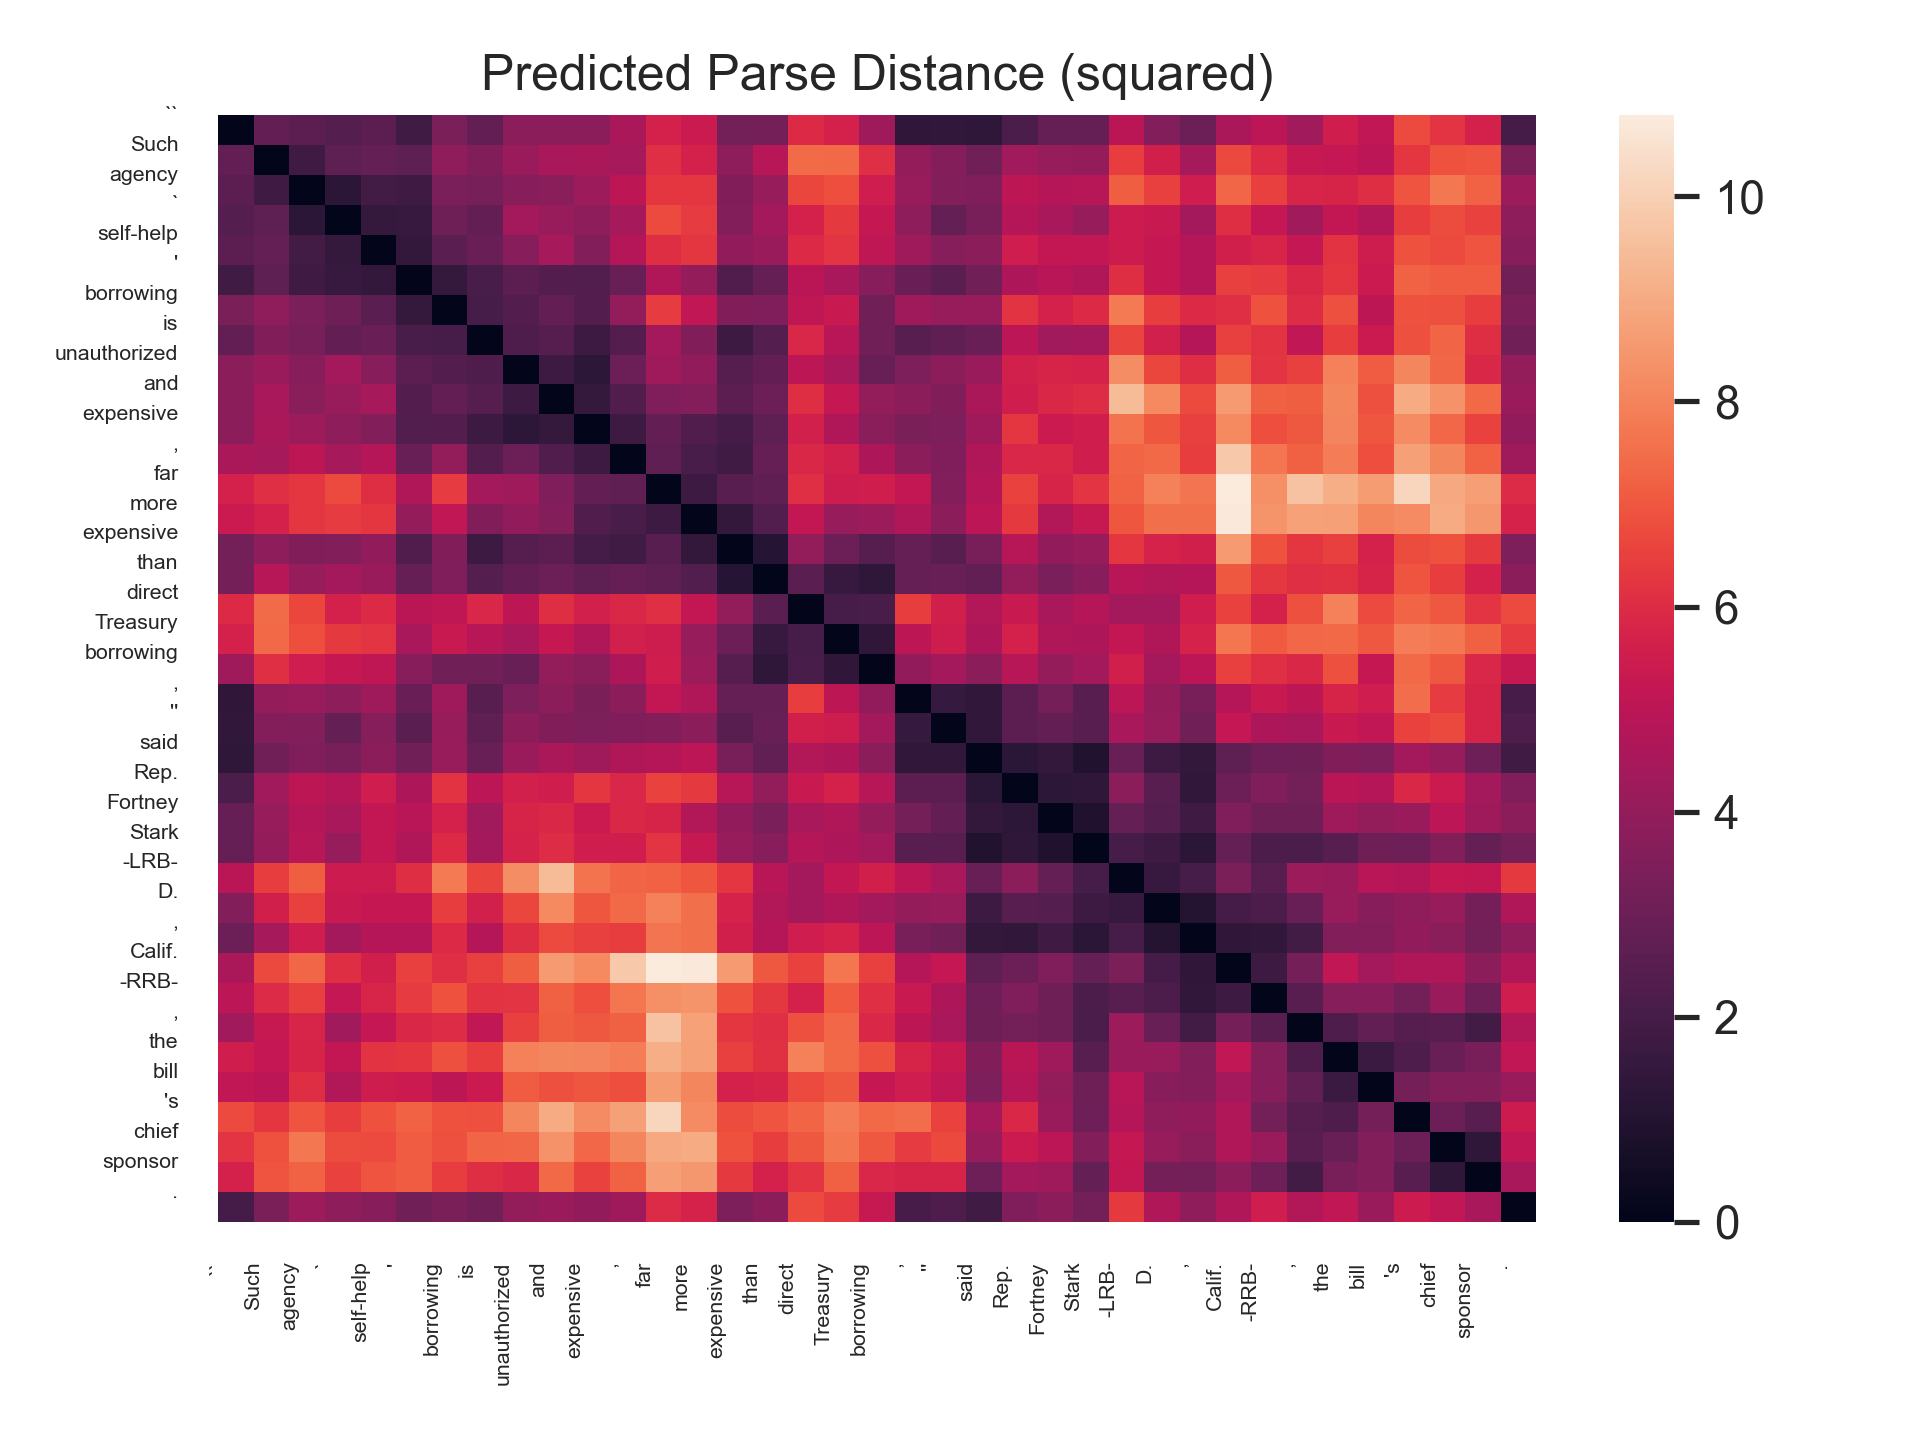 Predicted Parse Distance (squared)
``
Such
agency
`
self-help
'
borrowing
is
unauthorized
and
expensive
,
far
more
expensive
than
direct
Treasury
borrowing
,
''
said
Rep.
Fortney
Stark
-LRB-
D.
,
Calif.
-RRB-
,
the
bill
's
chief
sponsor
.
10
8
6
4
2
0
``
Such
agency
`
self-help
'
borrowing
is
unauthorized
and
expensive
,
far
more
expensive
than
direct
Treasury
borrowing
,
''
said
Rep.
Fortney
Stark
-LRB-
D.
,
Calif.
-RRB-
,
the
bill
's
chief
sponsor
.